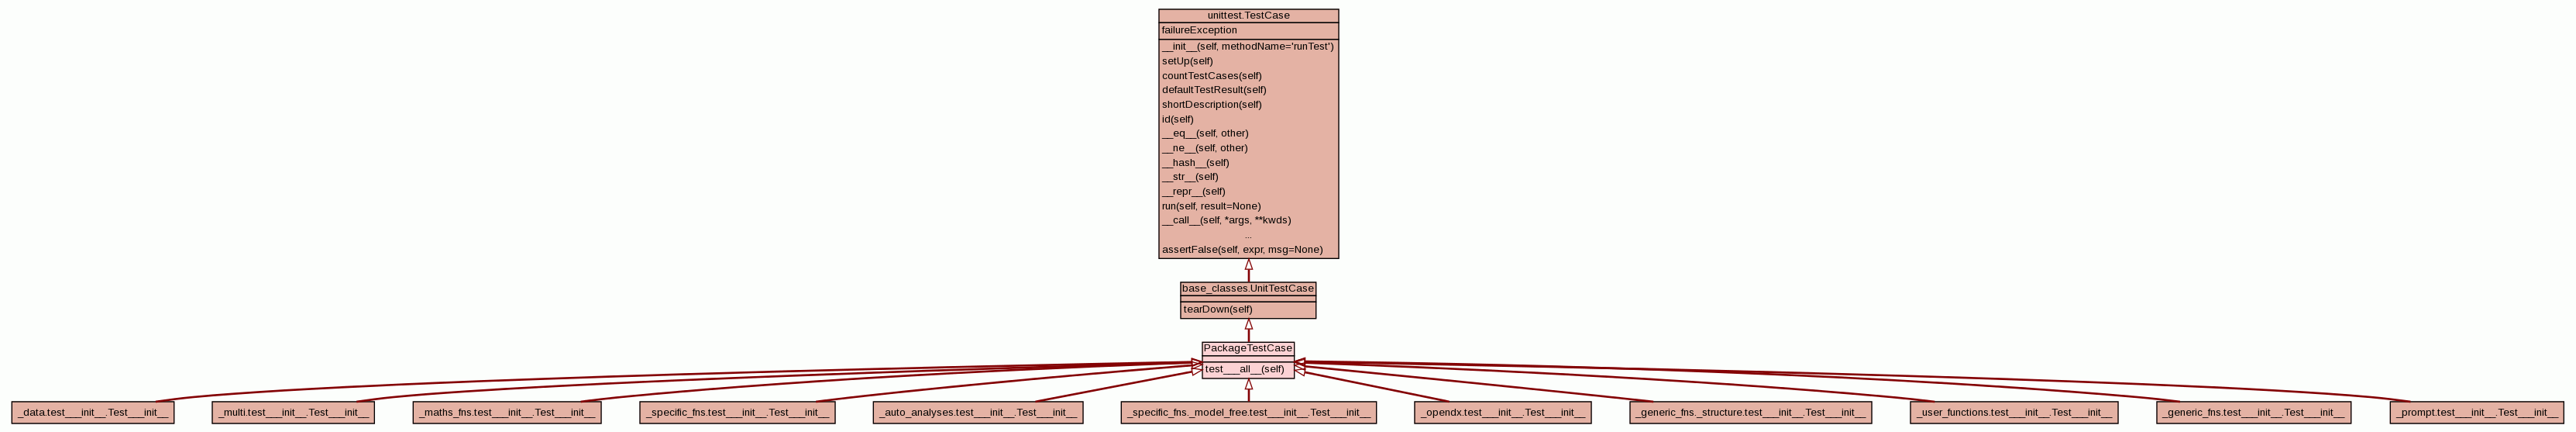 unittest.TestCase
failureException
__init__(self, methodName='runTest')
setUp(self)
countTestCases(self)
defaultTestResult(self)
shortDescription(self)
id(self)
__eq__(self, other)
__ne__(self, other)
__hash__(self)
__str__(self)
__repr__(self)
run(self, result=None)
__call__(self, *args, **kwds)
...
assertFalse(self, expr, msg=None)
base_classes.UnitTestCase
tearDown(self)
PackageTestCase
test___all__(self)
_data.test___init__.Test___init__
_multi.test___init__.Test___init__
_maths_fns.test___init__.Test___init__
_specific_fns.test___init__.Test___init__
_auto_analyses.test___init__.Test___init__
_specific_fns._model_free.test___init__.Test___init__
_opendx.test___init__.Test___init__
_generic_fns._structure.test___init__.Test___init__
_user_functions.test___init__.Test___init__
_generic_fns.test___init__.Test___init__
_prompt.test___init__.Test___init__